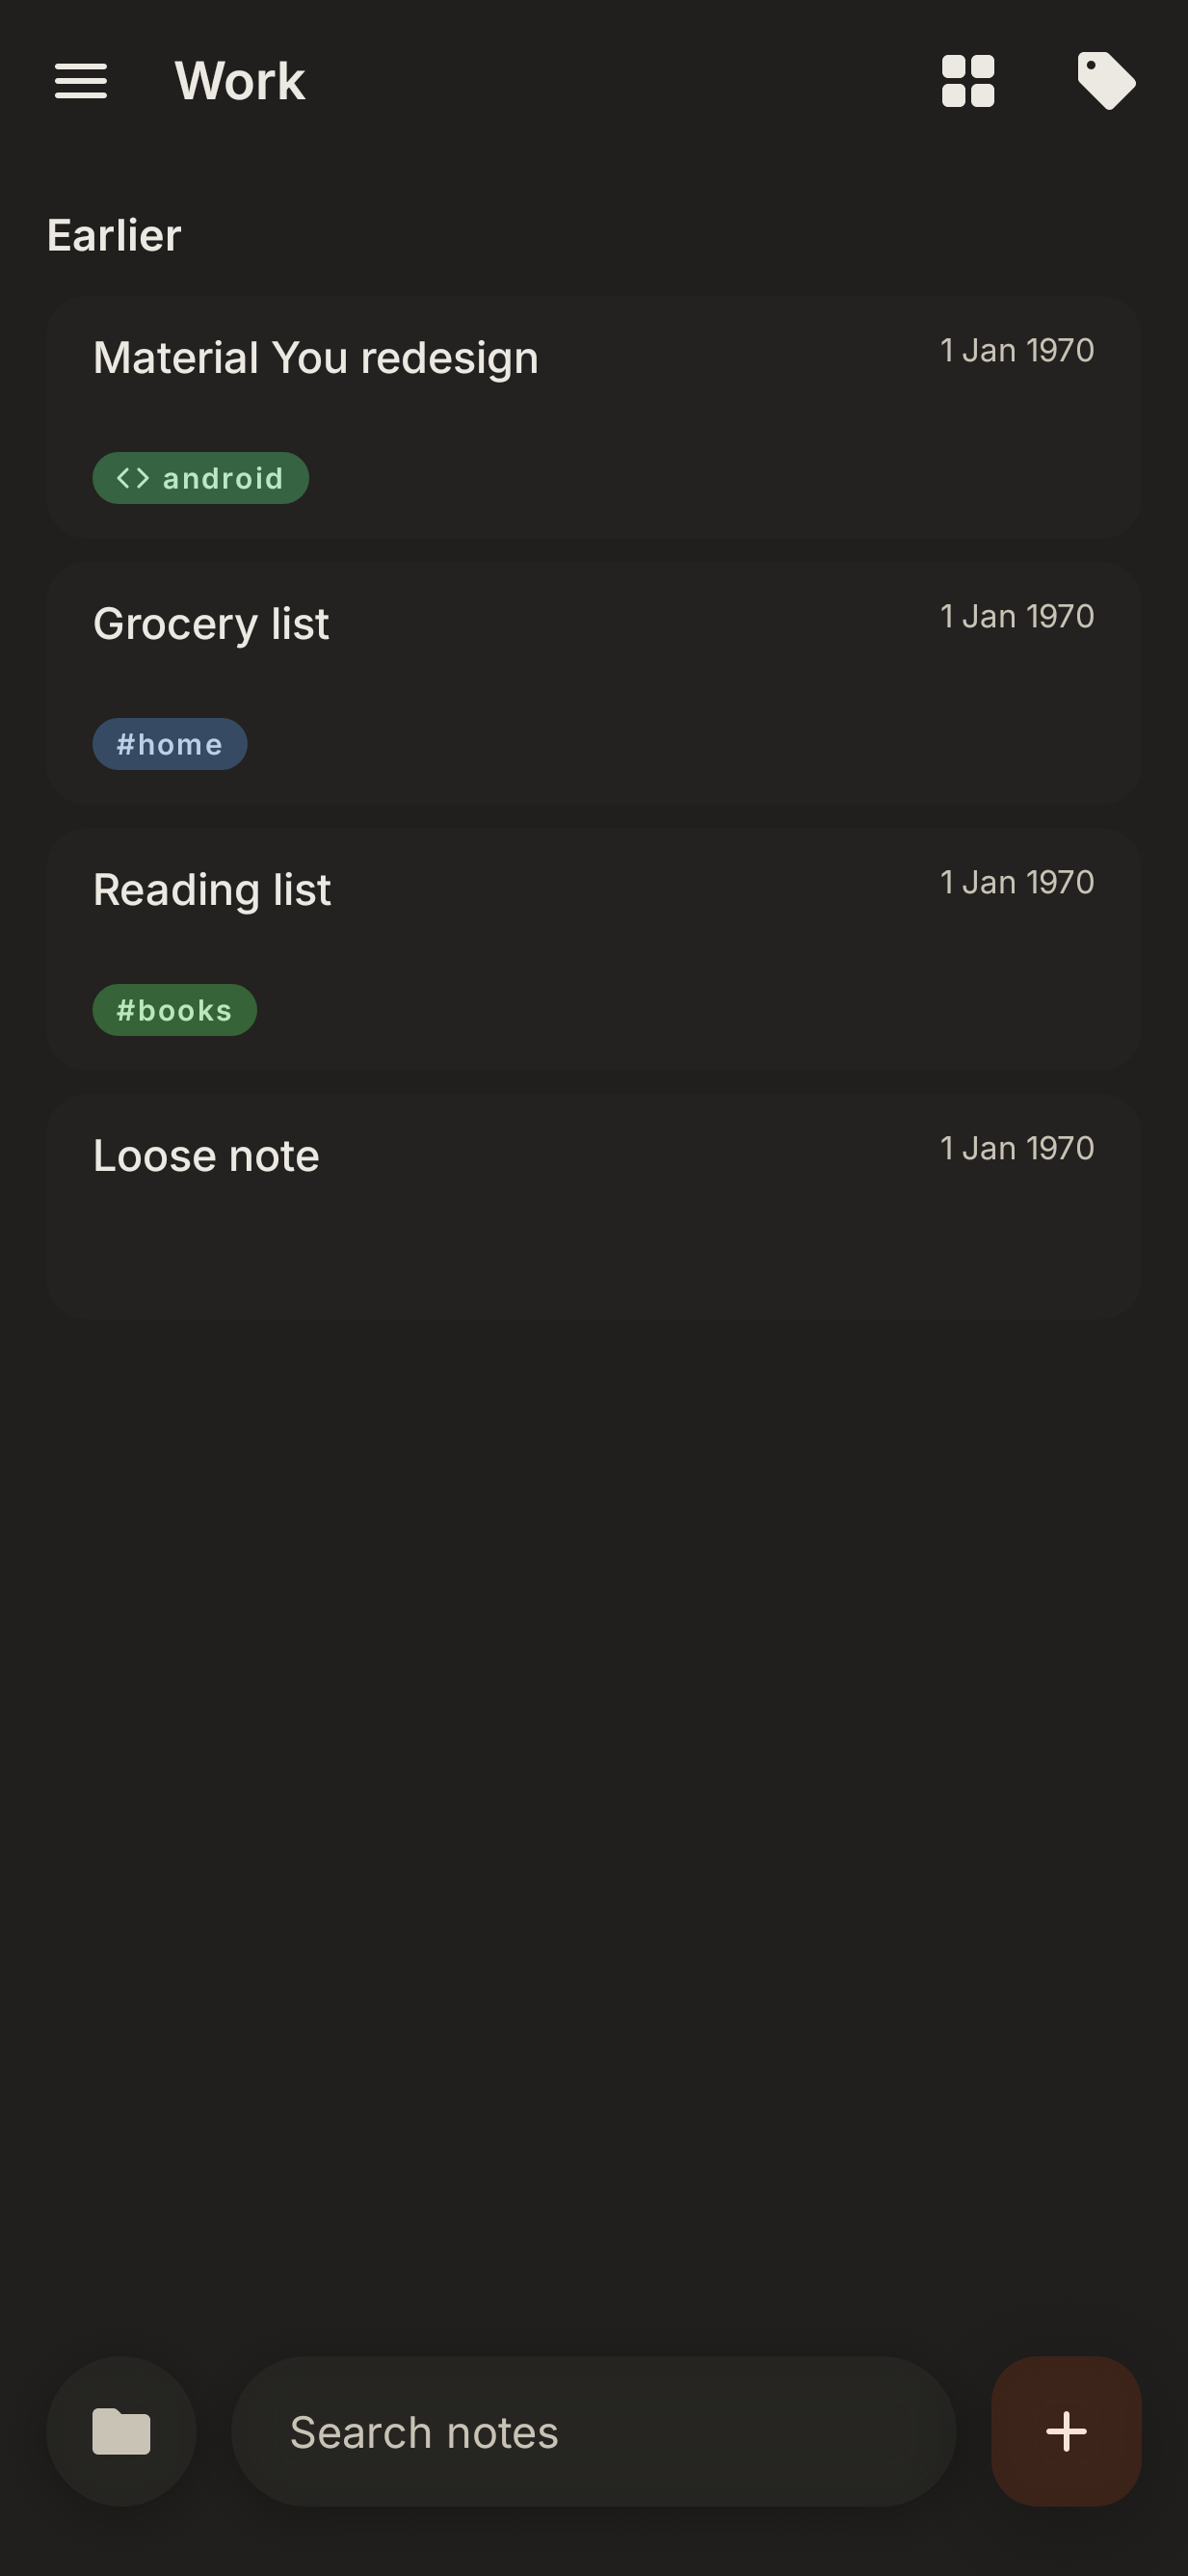 Work
Earlier
Material You redesign
1 Jan 1970
android
Grocery list
1 Jan 1970
#home
Reading list
1 Jan 1970
#books
Loose note
1 Jan 1970
Search notes